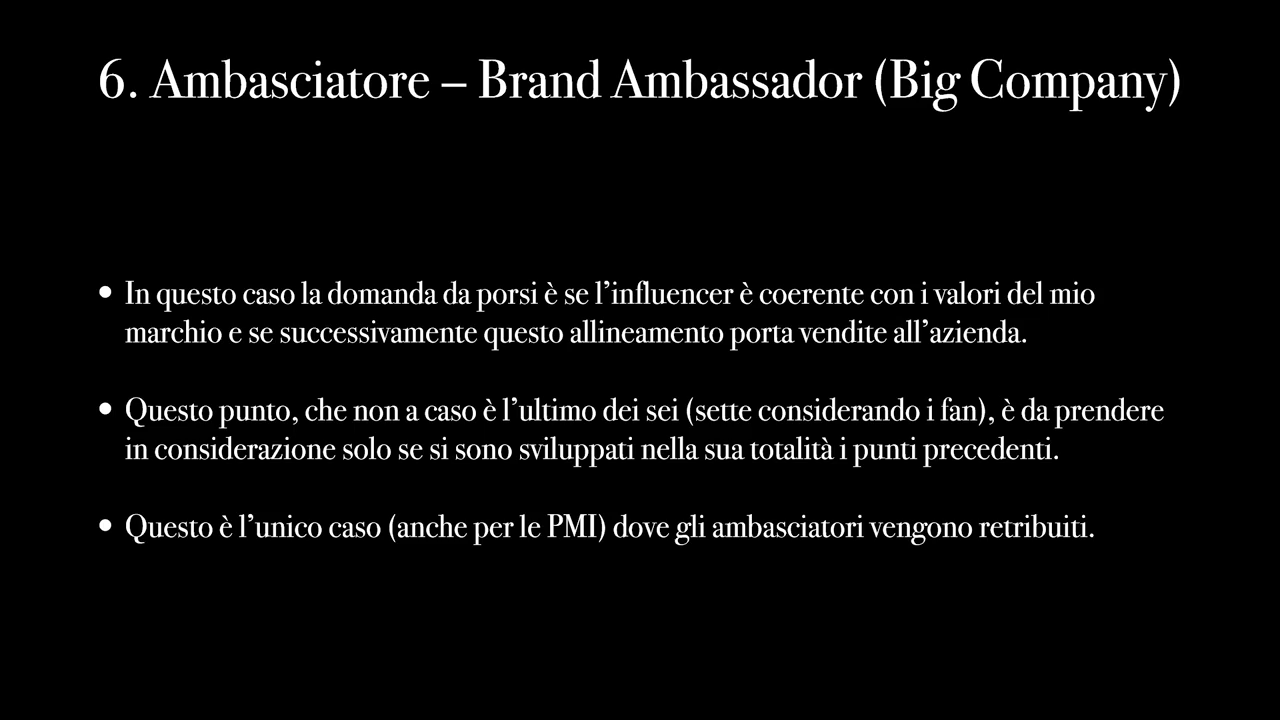 6. Ambasciatore – Brand Ambassador (Big Company)
• In questo caso la domanda da porsi è se l’influencer è coerente con i valori del mio
marchio e se successivamente questo allineamento porta vendite all’azienda.
• Questo punto, che non a caso è l’ultimo dei sei (sette considerando i fan), è da prendere
in considerazione solo se si sono sviluppati nella sua totalità i punti precedenti.
• Questo è l’unico caso (anche per le PMI) dove gli ambasciatori vengono retribuiti.